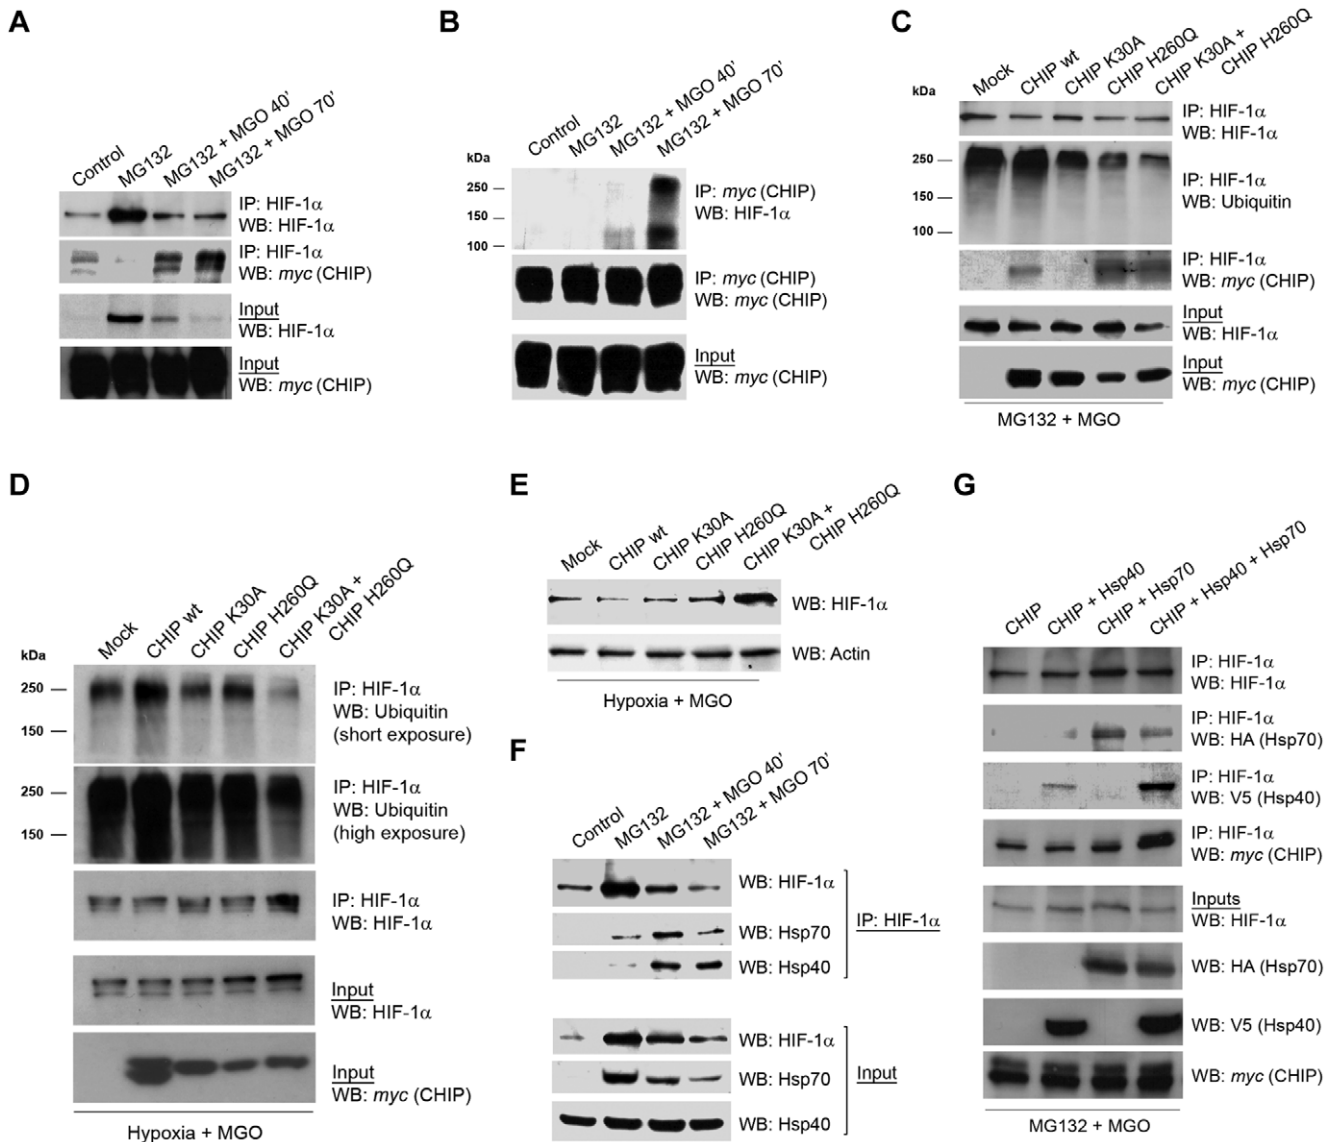 A
Control
MG132
MG132 + MGO 40'
MG132 + MGO 70'
IP: HIF-1α
WB: HIF-1α
IP: HIF-1α
WB: myc (CHIP)
Input
WB: HIF-1α
Input
WB: myc (CHIP)
B
Control
MG132
MG132 + MGO 40'
MG132 + MGO 70'
kDa
250
150
100
IP: myc (CHIP)
WB: HIF-1α
IP: myc (CHIP)
WB: myc (CHIP)
Input
WB: myc (CHIP)
C
Mock
CHIP wt
CHIP K30A
CHIP H260Q
CHIP K30A +
CHIP H260Q
kDa
250
150
100
IP: HIF-1α
WB: HIF-1α
IP: HIF-1α
WB: Ubiquitin
IP: HIF-1α
WB: myc (CHIP)
Input
WB: HIF-1α
Input
WB: myc (CHIP)
MG132 + MGO
D
Mock
CHIP wt
CHIP K30A
CHIP H260Q
CHIP K30A +
CHIP H260Q
kDa
250
150
250
150
IP: HIF-1α
WB: Ubiquitin
(short exposure)
IP: HIF-1α
WB: Ubiquitin
(high exposure)
IP: HIF-1α
WB: HIF-1α
Input
WB: HIF-1α
Input
WB: myc (CHIP)
Hypoxia + MGO
E
Mock
CHIP wt
CHIP K30A
CHIP H260Q
CHIP K30A +
CHIP H260Q
WB: HIF-1α
WB: Actin
Hypoxia + MGO
F
Control
MG132
MG132 + MGO 40'
MG132 + MGO 70'
WB: HIF-1α
WB: Hsp70
WB: Hsp40
IP: HIF-1α
WB: HIF-1α
WB: Hsp70
WB: Hsp40
Input
G
CHIP
CHIP + Hsp40
CHIP + Hsp70
CHIP + Hsp40 + Hsp70
IP: HIF-1α
WB: HIF-1α
IP: HIF-1α
WB: HA (Hsp70)
IP: HIF-1α
WB: V5 (Hsp40)
IP: HIF-1α
WB: myc (CHIP)
Inputs
WB: HIF-1α
WB: HA (Hsp70)
WB: V5 (Hsp40)
WB: myc (CHIP)
MG132 + MGO